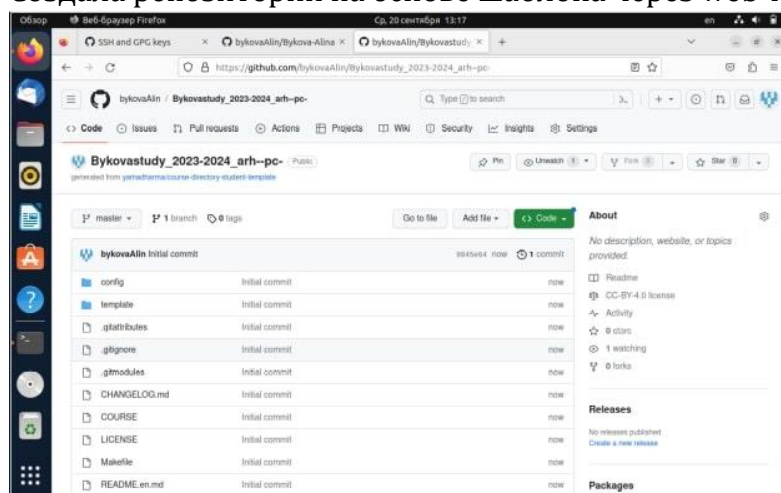 создала репозиторий на основе шаблона через web-
Обзор Веб-браузер Firefox Ср, 20 сентября 13:17 en
SSH and GPG keys × bykovaAlin/Bykova-Alina × bykovaAlin/Bykovastudy × +
https://github.com/bykovaAlin/Bykovastudy_2023-2024_arh--pc-
bykovaAlin / Bykovastudy_2023-2024_arh--pc- Type / to search
<> Code Issues Pull requests Actions Projects Wiki Security Insights Settings
Bykovastudy_2023-2024_arh--pc- Public Pin Unwatch 1 Fork 0 Star 0
generated from yamadharma/course-directory-student-template
master 1 branch 0 tags Go to file Add file <> Code About
No description, website, or topics
provided.
bykovaAlin Initial commit now 1 commit
Readme
config Initial commit now
CC-BY-4.0 license
template Initial commit now
Activity
.gitattributes Initial commit now
0 stars
.gitignore Initial commit now
1 watching
.gitmodules Initial commit now
0 forks
CHANGELOG.md Initial commit now
COURSE Initial commit now
Releases
LICENSE Initial commit now
No releases published
Create a new release
Makefile Initial commit now
README.en.md Initial commit now
Packages